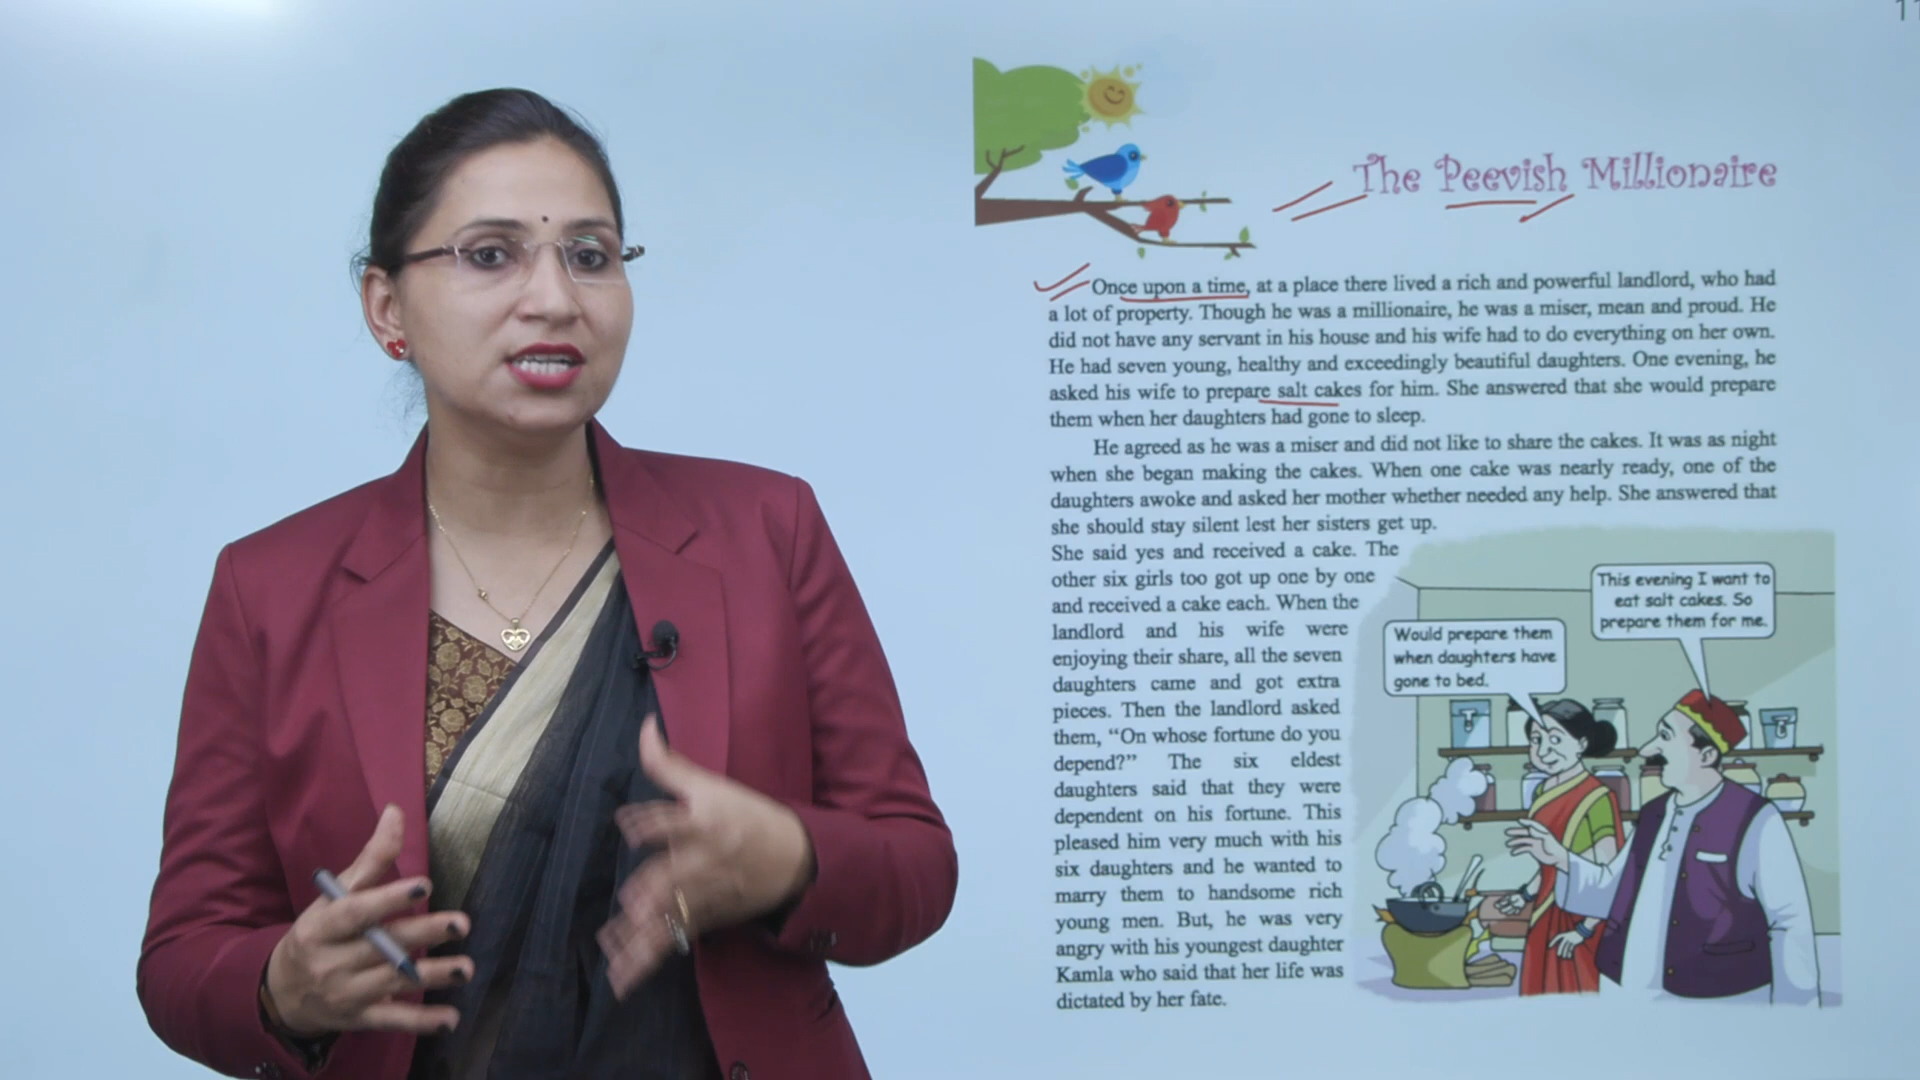 11
The Peevish Millionaire
Once upon a time, at a place there lived a rich and powerful landlord, who had
a lot of property. Though he was a millionaire, he was a miser, mean and proud. He
did not have any servant in his house and his wife had to do everything on her own.
He had seven young, healthy and exceedingly beautiful daughters. One evening, he
asked his wife to prepare salt cakes for him. She answered that she would prepare
them when her daughters had gone to sleep.
He agreed as he was a miser and did not like to share the cakes. It was as night
when she began making the cakes. When one cake was nearly ready, one of the
daughters awoke and asked her mother whether needed any help. She answered that
she should stay silent lest her sisters get up.
She said yes and received a cake. The
other six girls too got up one by one
and received a cake each. When the
landlord and his wife were
enjoying their share, all the seven
daughters came and got extra
pieces. Then the landlord asked
them, “On whose fortune do you
depend?” The six eldest
daughters said that they were
dependent on his fortune. This
pleased him very much with his
six daughters and he wanted to
marry them to handsome rich
young men. But, he was very
angry with his youngest daughter
Kamla who said that her life was
dictated by her fate.
This evening I want to
eat salt cakes. So
prepare them for me.
Would prepare them
when daughters have
gone to bed.